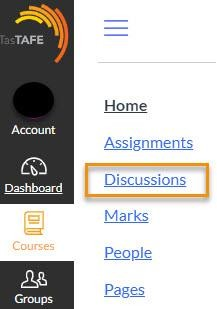 TasTAFE
Account
Dashboard
Courses
Groups
Home
Assignments
Discussions
Marks
People
Pages